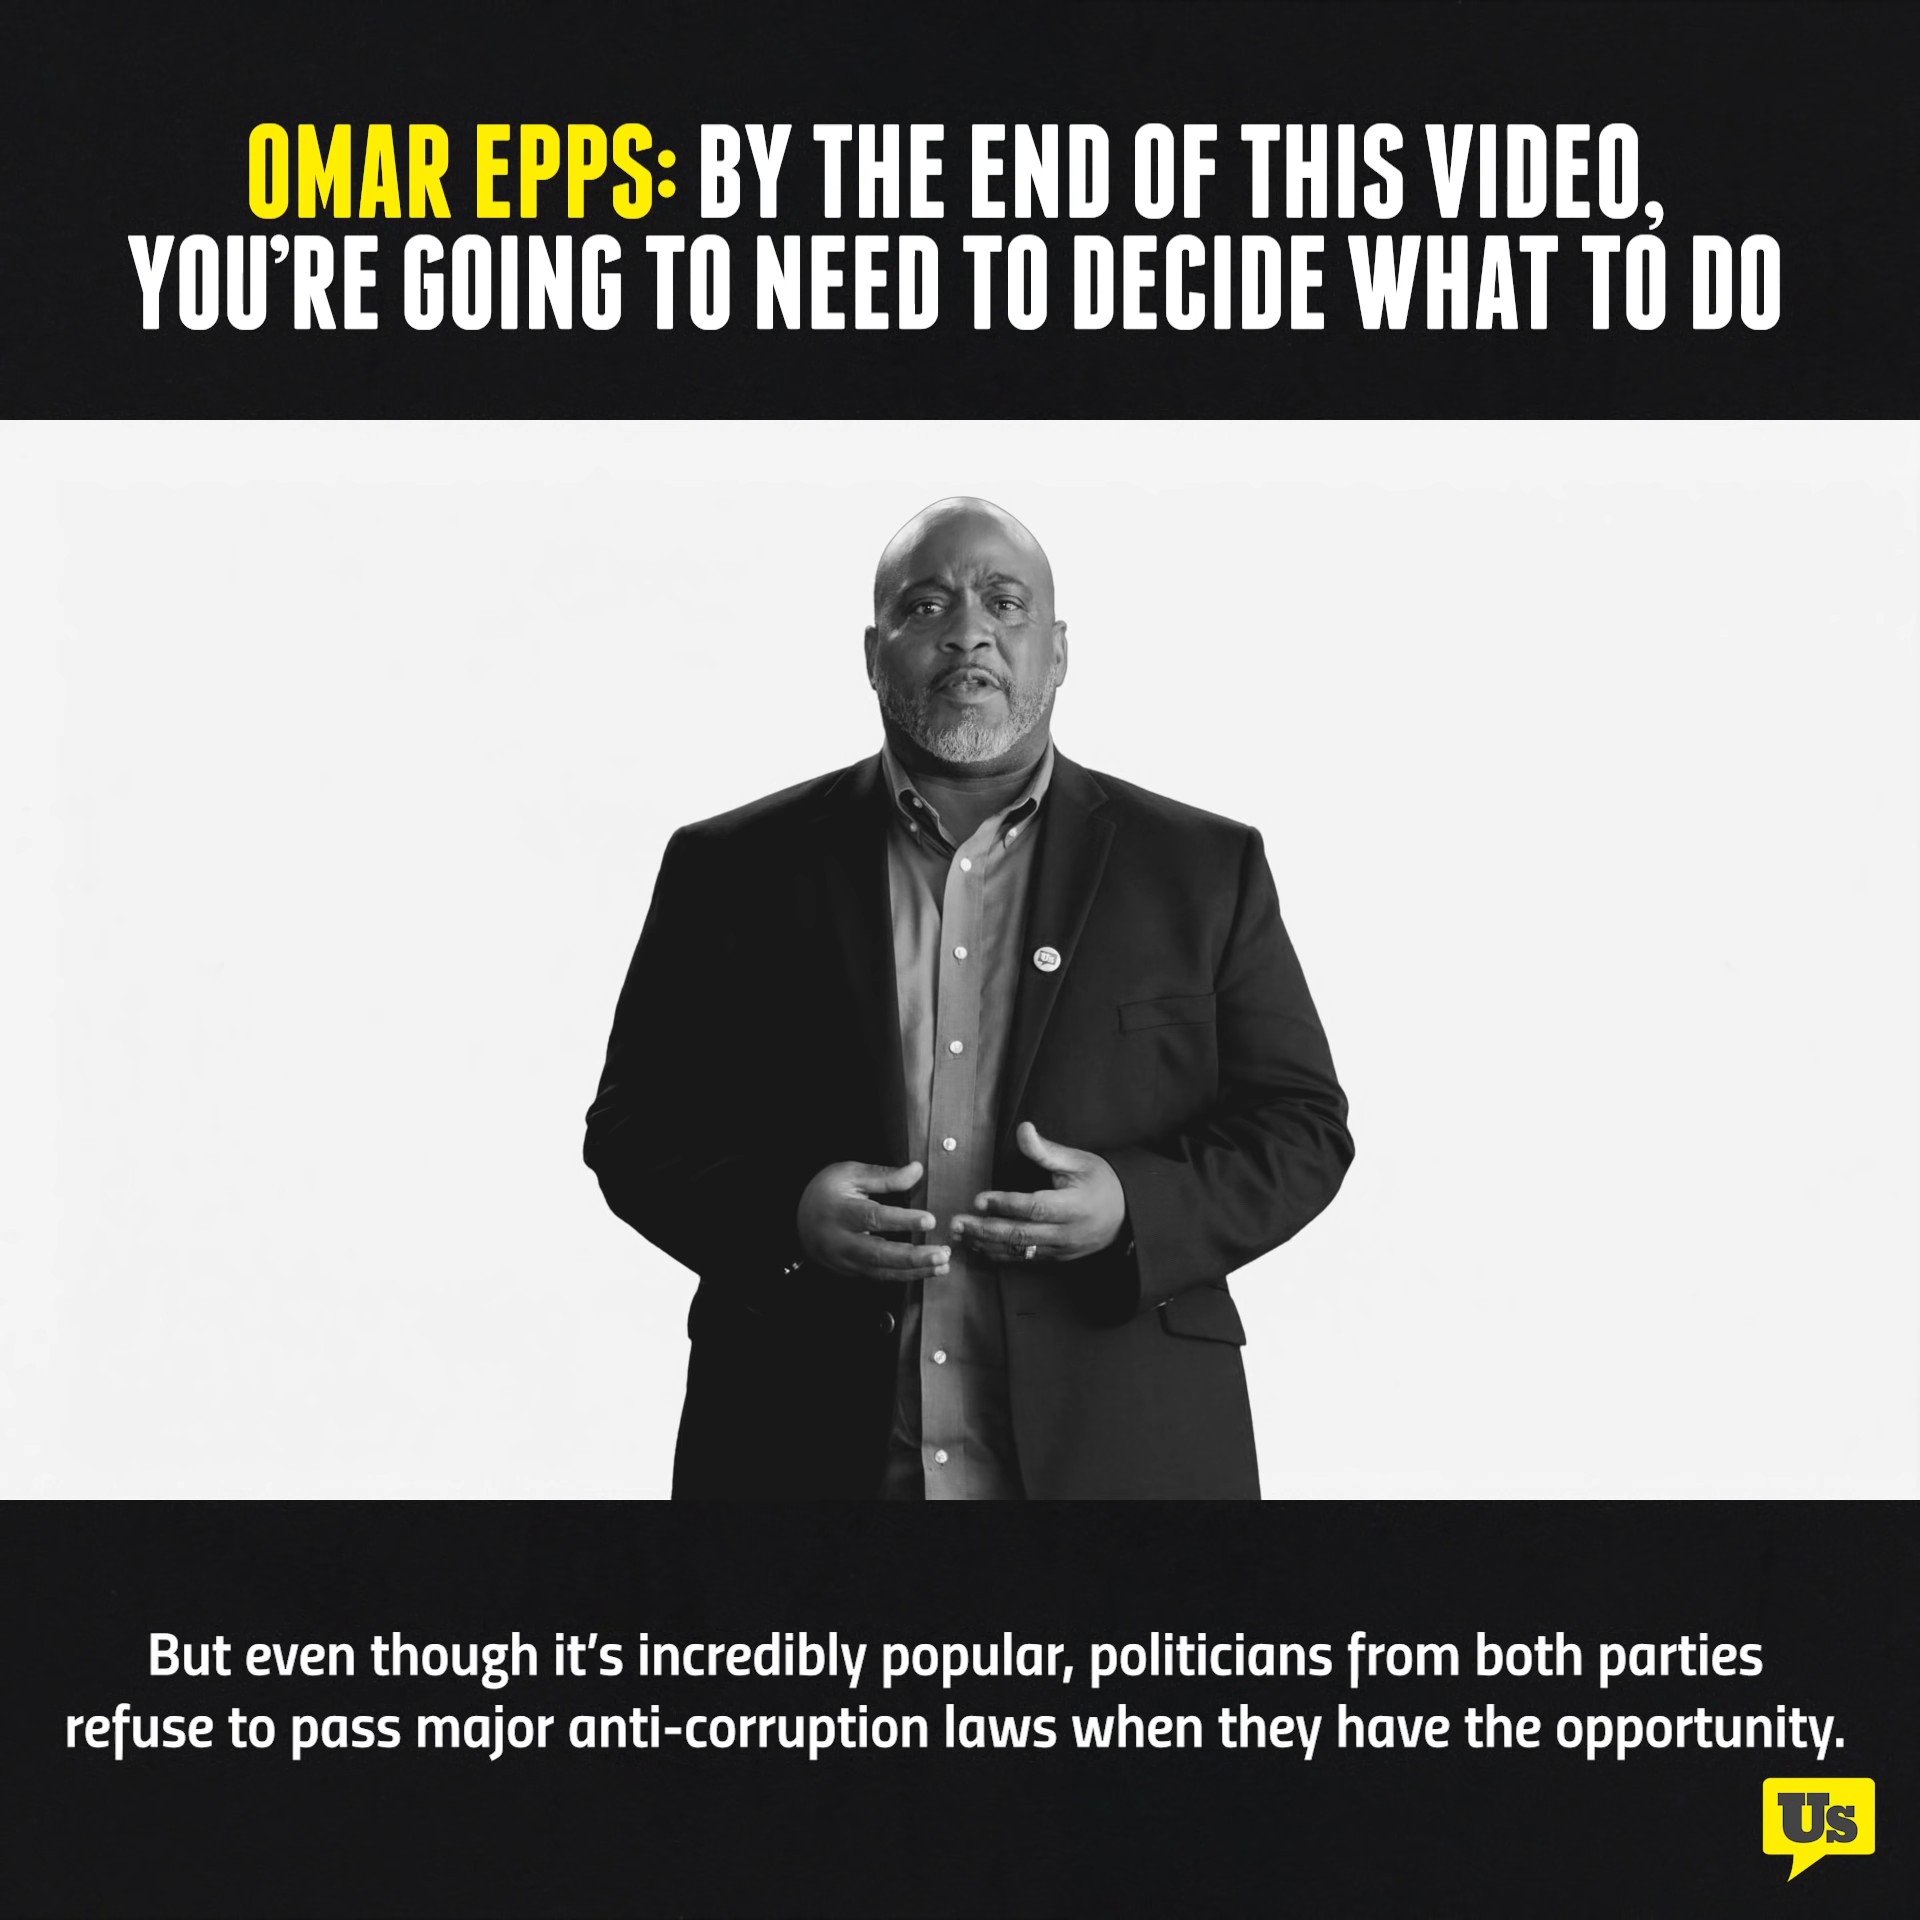 OMAR EPPS: BY THE END OF THIS VIDEO,
YOU’RE GOING TO NEED TO DECIDE WHAT TO DO
Us
But even though it’s incredibly popular, politicians from both parties
refuse to pass major anti-corruption laws when they have the opportunity.
Us